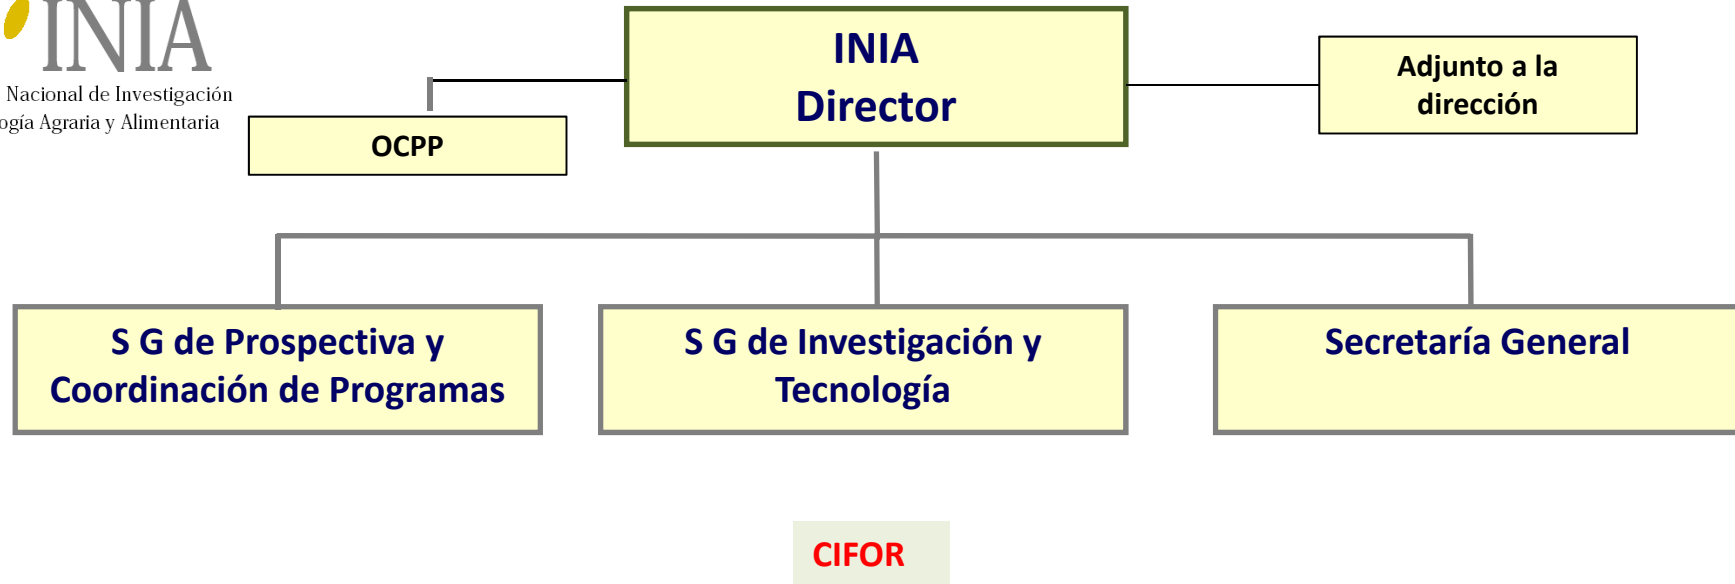 INIA
Nacional de Investigación
ogía Agraria y Alimentaria
INIA
Director
Adjunto a la
dirección
OCPP
S G de Prospectiva y
Coordinación de Programas
S G de Investigación y
Tecnología
Secretaría General
CIFOR